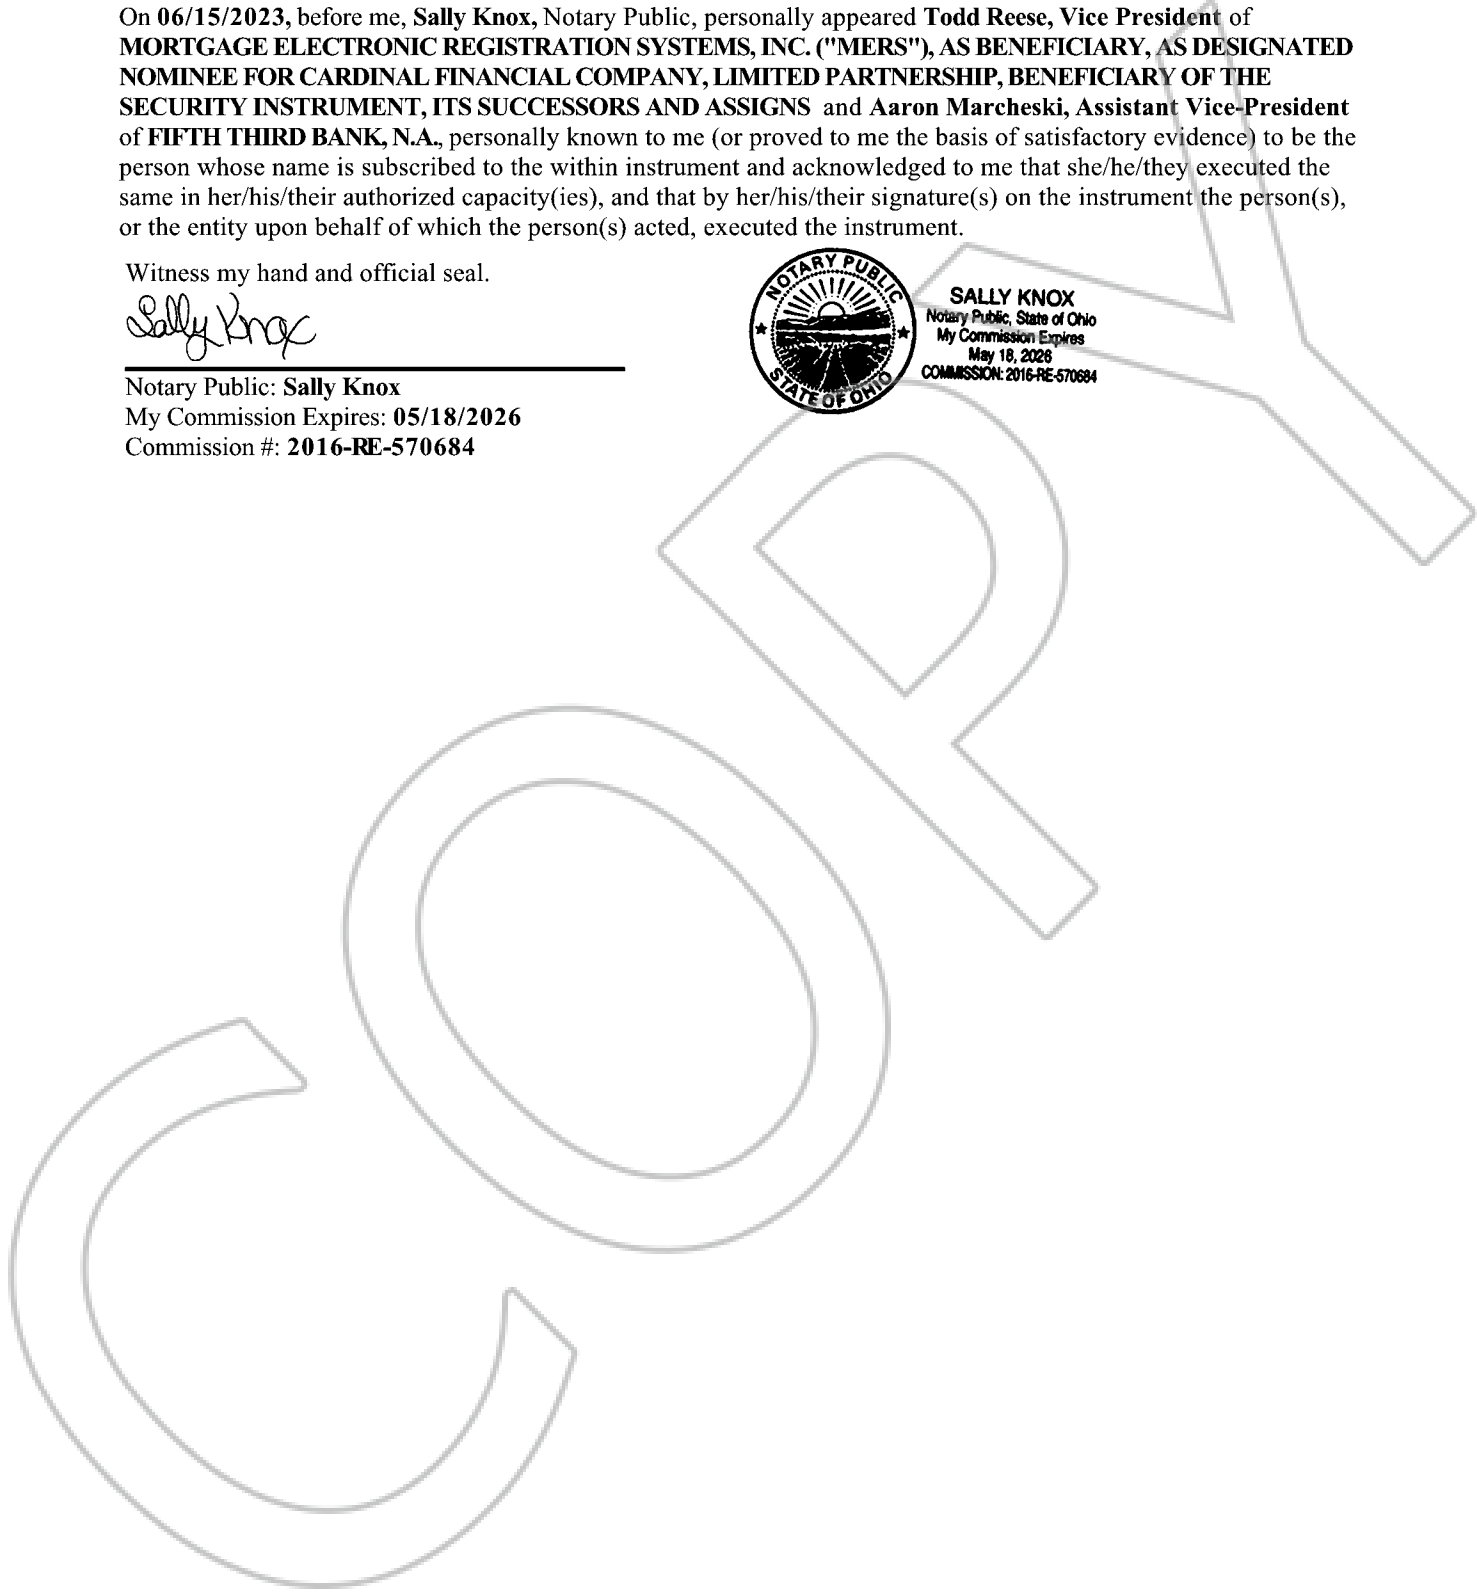 On 06/15/2023, before me, Sally Knox, Notary Public, personally appeared Todd Reese, Vice President of
MORTGAGE ELECTRONIC REGISTRATION SYSTEMS, INC. ("MERS"), AS BENEFICIARY, AS DESIGNATED
NOMINEE FOR CARDINAL FINANCIAL COMPANY, LIMITED PARTNERSHIP, BENEFICIARY OF THE
SECURITY INSTRUMENT, ITS SUCCESSORS AND ASSIGNS and Aaron Marcheski, Assistant Vice-President
of FIFTH THIRD BANK, N.A., personally known to me (or proved to me the basis of satisfactory evidence) to be the
person whose name is subscribed to the within instrument and acknowledged to me that she/he/they executed the
same in her/his/their authorized capacity(ies), and that by her/his/their signature(s) on the instrument the person(s),
or the entity upon behalf of which the person(s) acted, executed the instrument.
Witness my hand and official seal.
Sally Knox
Notary Public: Sally Knox
My Commission Expires: 05/18/2026
Commission #: 2016-RE-570684
NOTARY PUBLIC
STATE OF OHIO
SALLY KNOX
Notary Public, State of Ohio
My Commission Expires
May 18, 2026
COMMISSION: 2016-RE-570684
COPY